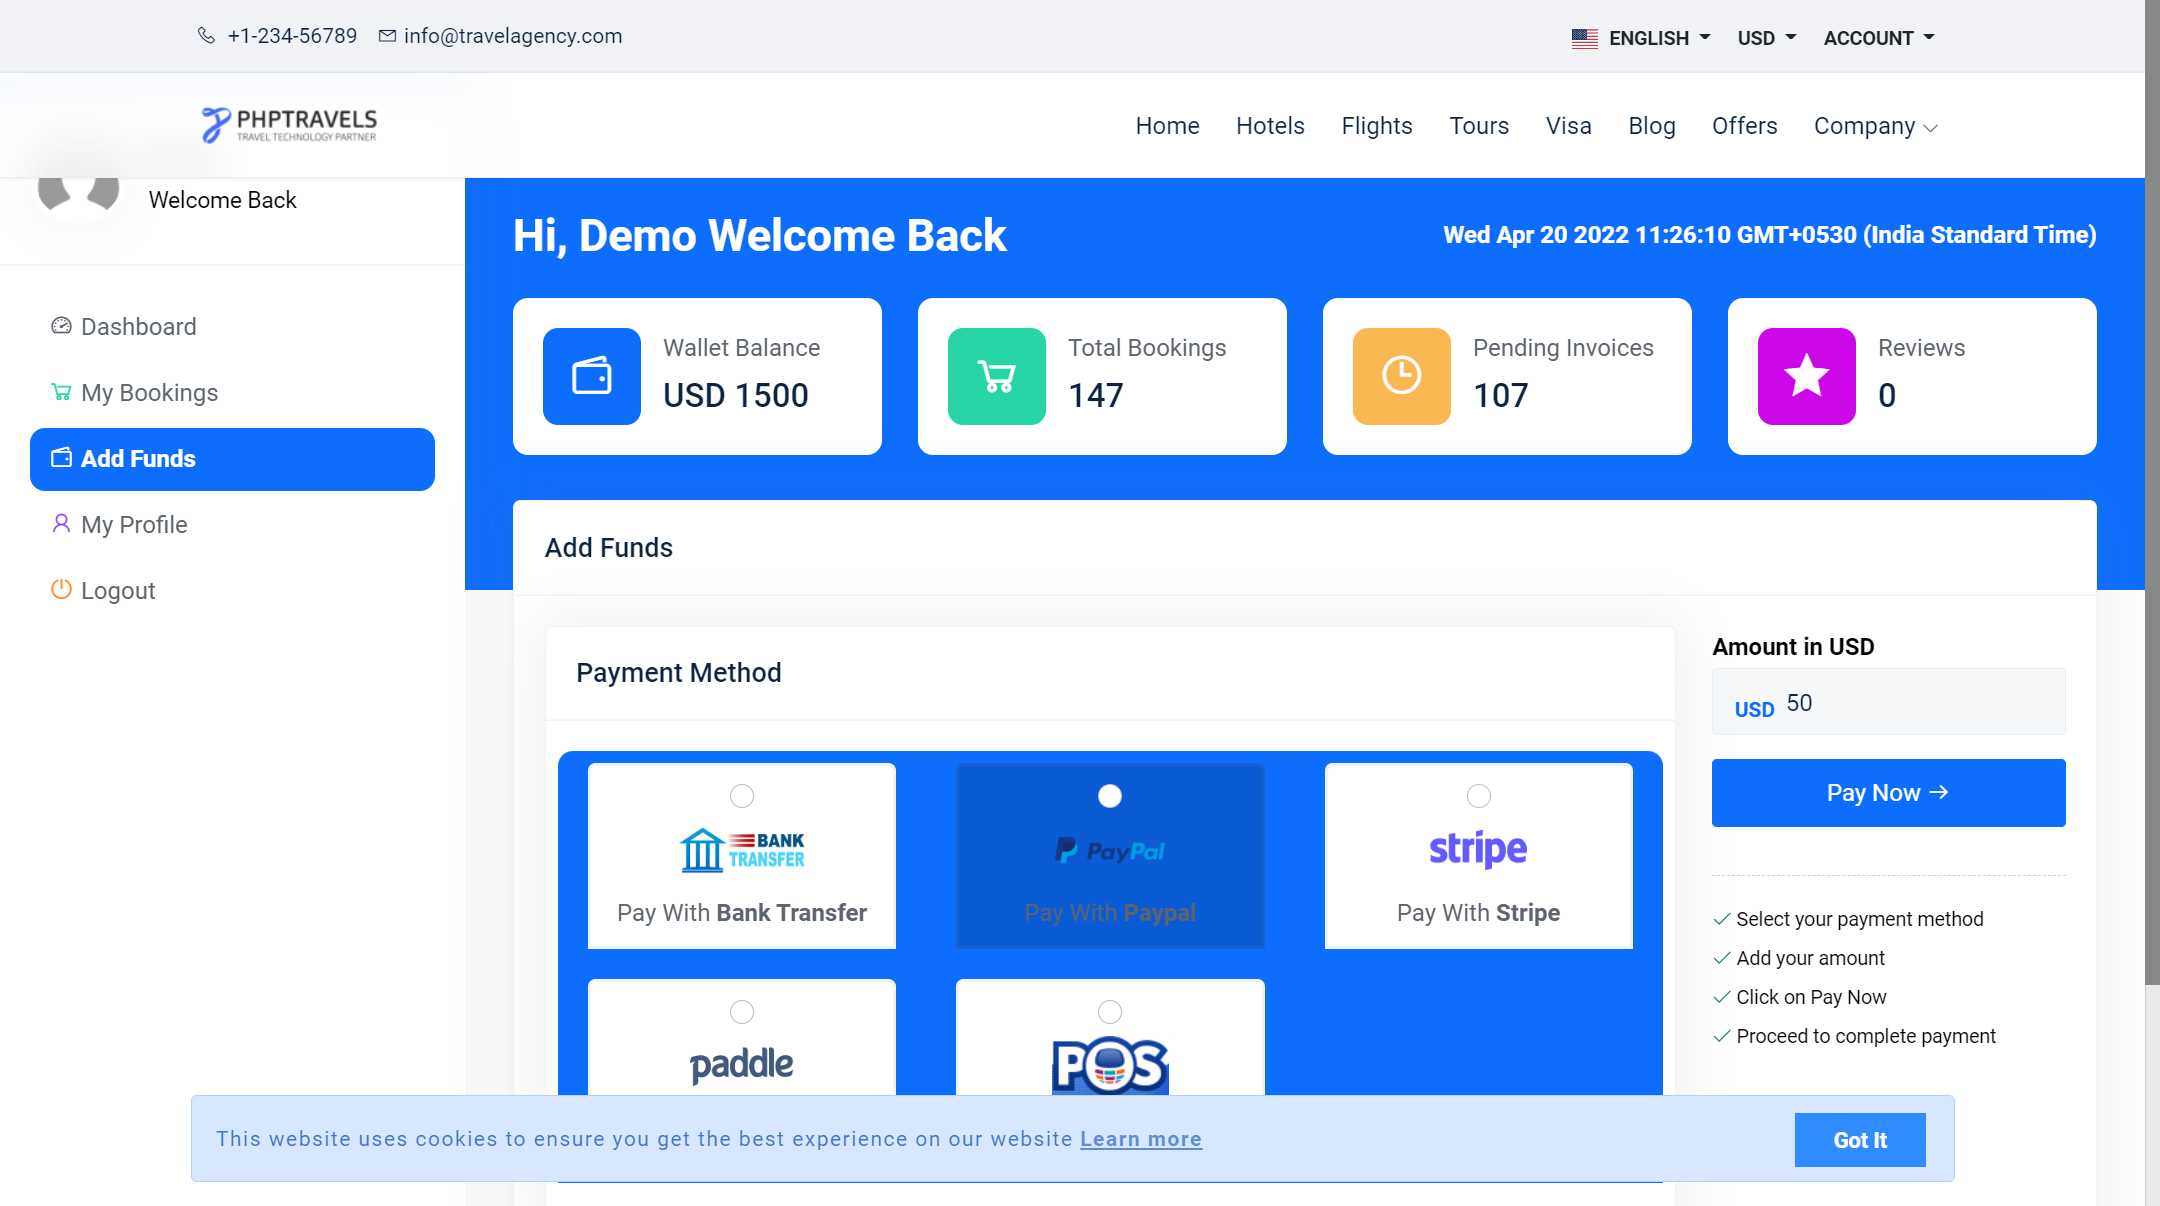 +1-234-56789 info@travelagency.com ENGLISH USD ACCOUNT
PHPTRAVELS
TRAVEL TECHNOLOGY PARTNER
Home Hotels Flights Tours Visa Blog Offers Company
Welcome Back
Dashboard
My Bookings
Add Funds
My Profile
Logout
Hi, Demo Welcome Back
Wed Apr 20 2022 11:26:10 GMT+0530 (India Standard Time)
Wallet Balance
USD 1500
Total Bookings
147
Pending Invoices
107
Reviews
0
Add Funds
Payment Method
BANK
TRANSFER
Pay With Bank Transfer
PayPal
Pay With Paypal
stripe
Pay With Stripe
paddle
POS
Amount in USD
USD 50
Pay Now
Select your payment method
Add your amount
Click on Pay Now
Proceed to complete payment
This website uses cookies to ensure you get the best experience on our website Learn more
Got It